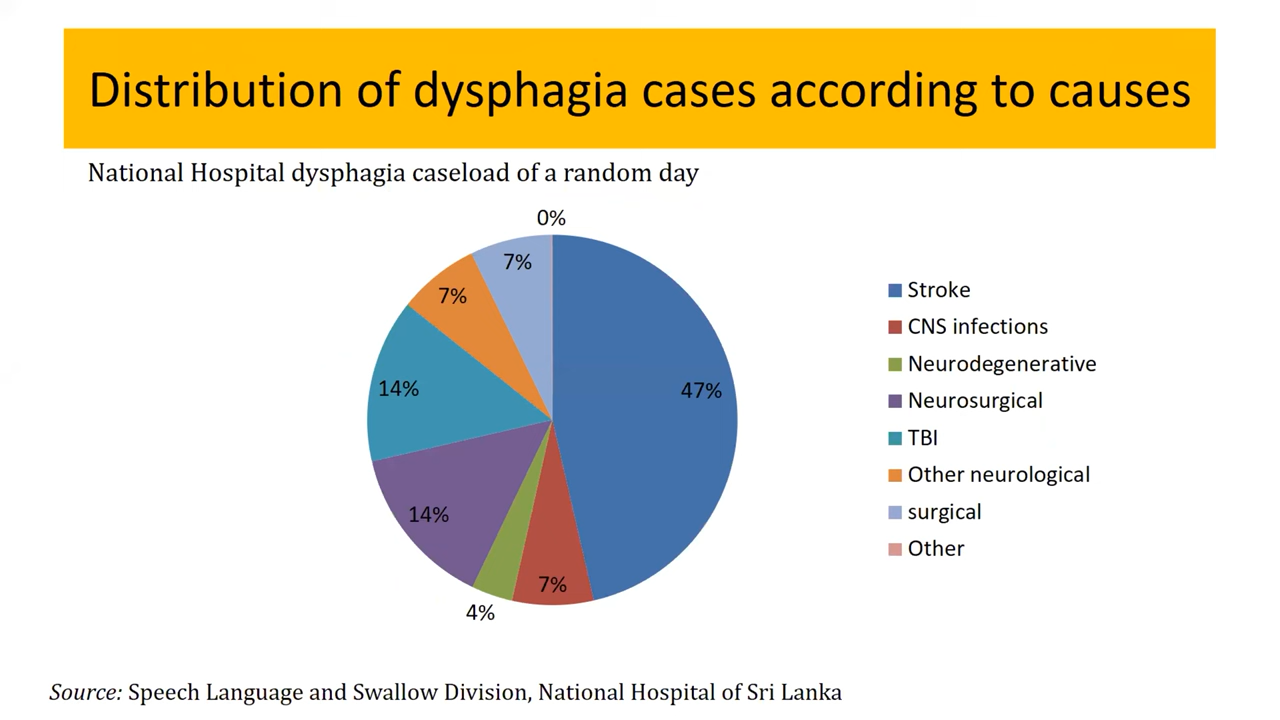 Distribution of dysphagia cases according to causes
National Hospital dysphagia caseload of a random day
0%
7%
7%
47%
14%
14%
7%
4%
Stroke
CNS infections
Neurodegenerative
Neurosurgical
TBI
Other neurological
surgical
Other
Source: Speech Language and Swallow Division, National Hospital of Sri Lanka